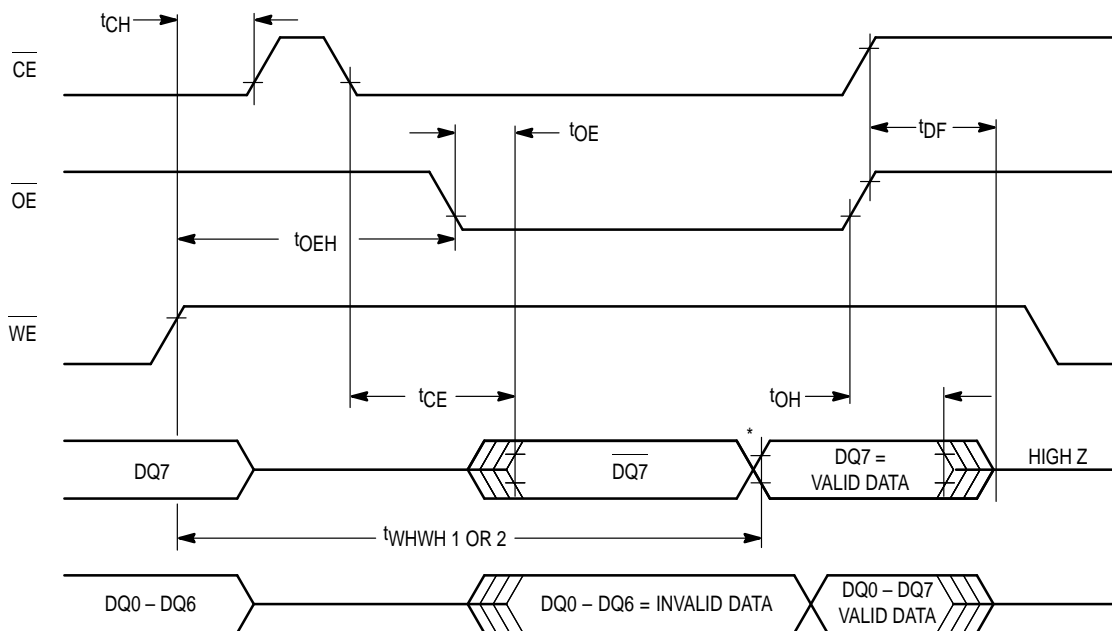 tCH
CE
tOE
tDF
OE
tOEH
WE
tCE
tOH
*
DQ7
DQ7
DQ7 =
VALID DATA
HIGH Z
tWHWH 1 OR 2
DQ0 – DQ6
DQ0 – DQ6 = INVALID DATA
DQ0 – DQ7
VALID DATA